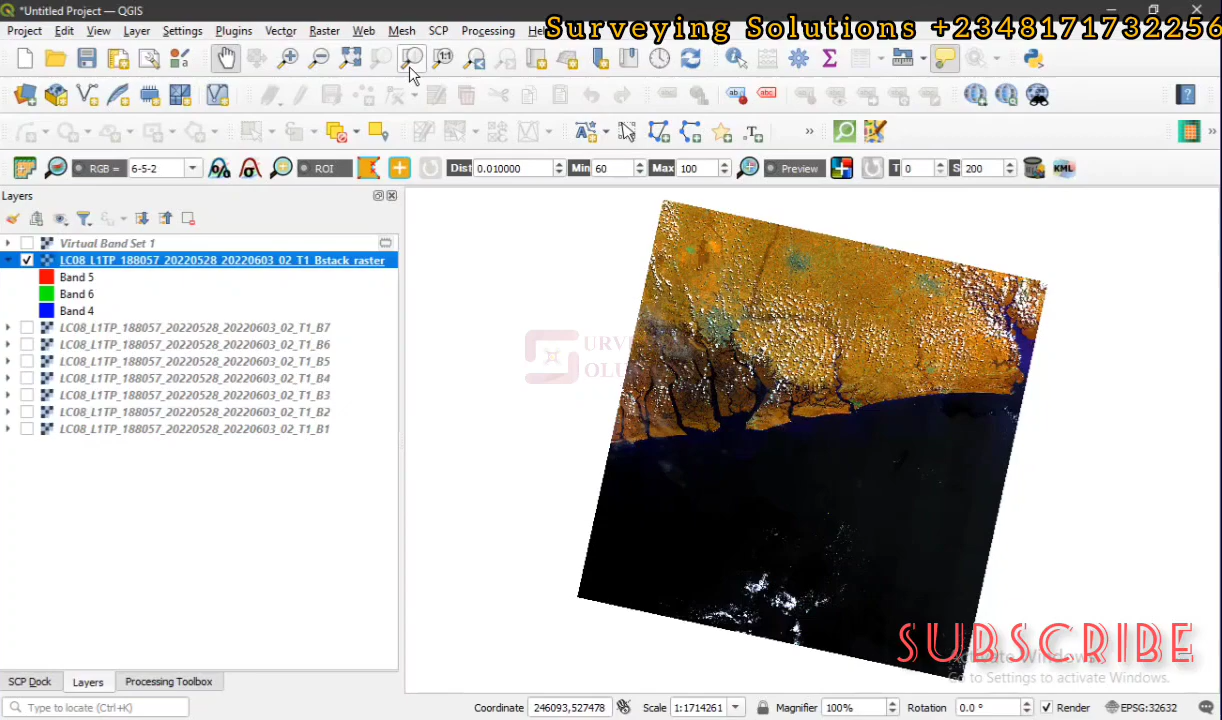 *Untitled Project — QGIS
Surveying Solutions +2348171732256
Project Edit View Layer Settings Plugins Vector Raster Web Mesh SCP Processing
RGB = 6-5-2 ROI Dist 0.010000 Min 60 Max 100 Preview T 0 S 200 KML
Layers
Virtual Band Set 1
LC08_L1TP_188057_20220528_20220603_02_T1_Bstack_raster
Band 5
Band 6
Band 4
LC08_L1TP_188057_20220528_20220603_02_T1_B7
LC08_L1TP_188057_20220528_20220603_02_T1_B6
LC08_L1TP_188057_20220528_20220603_02_T1_B5
LC08_L1TP_188057_20220528_20220603_02_T1_B4
LC08_L1TP_188057_20220528_20220603_02_T1_B3
LC08_L1TP_188057_20220528_20220603_02_T1_B2
LC08_L1TP_188057_20220528_20220603_02_T1_B1
SUBSCRIBE
Activate Windows
Go to Settings to activate Windows.
SCP Dock Layers Processing Toolbox
Type to locate (Ctrl+K) Coordinate 246093,527478 Scale 1:1714261 Magnifier 100% Rotation 0.0 ° Render EPSG:32632